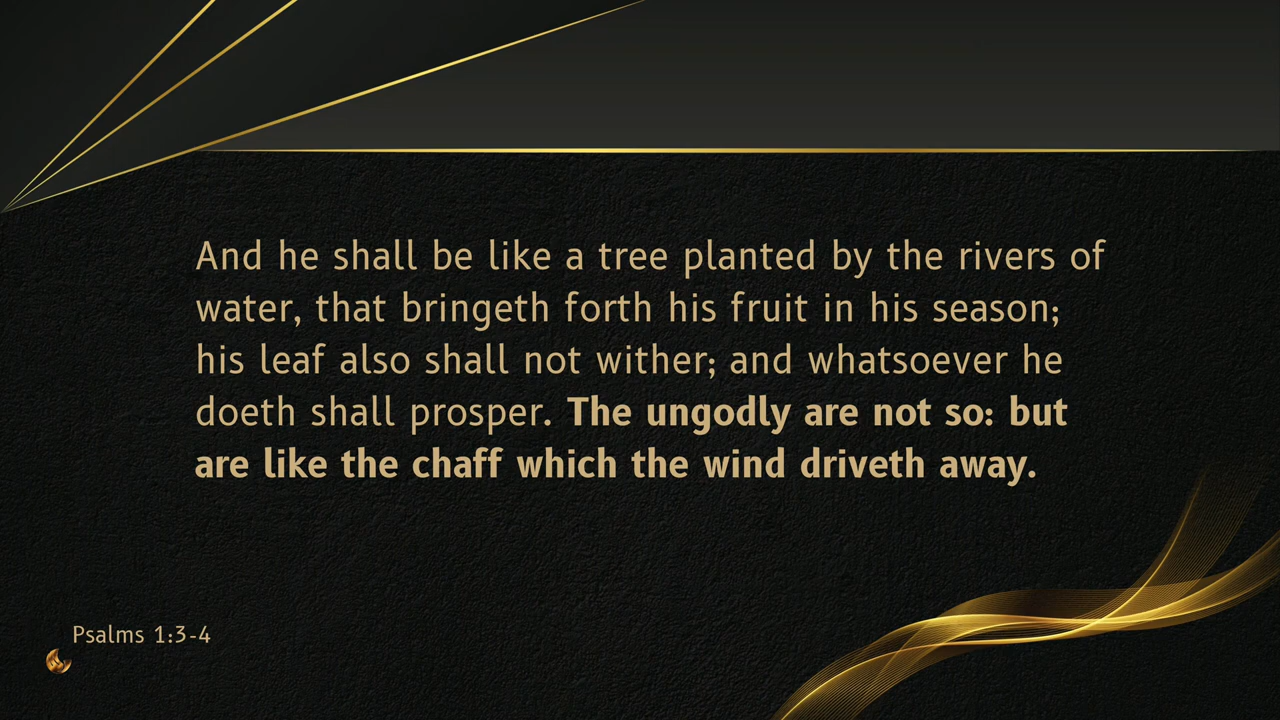 And he shall be like a tree planted by the rivers of
water, that bringeth forth his fruit in his season;
his leaf also shall not wither; and whatsoever he
doeth shall prosper. The ungodly are not so: but
are like the chaff which the wind driveth away.
Psalms 1:3-4